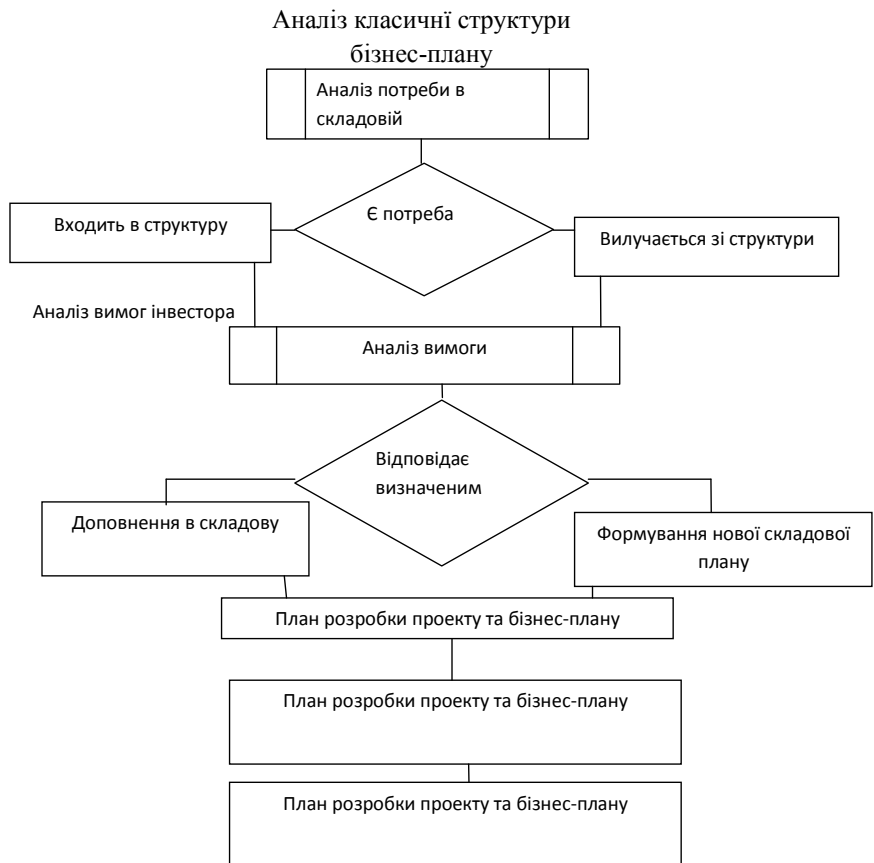 Аналіз класичнї структури
бізнес-плану
Аналіз потреби в
складовій
Є потреба
Входить в структуру
Вилучається зі структури
Аналіз вимог інвестора
Аналіз вимоги
Відповідає
визначеним
Доповнення в складову
Формування нової складової
плану
План розробки проекту та бізнес-плану
План розробки проекту та бізнес-плану
План розробки проекту та бізнес-плану